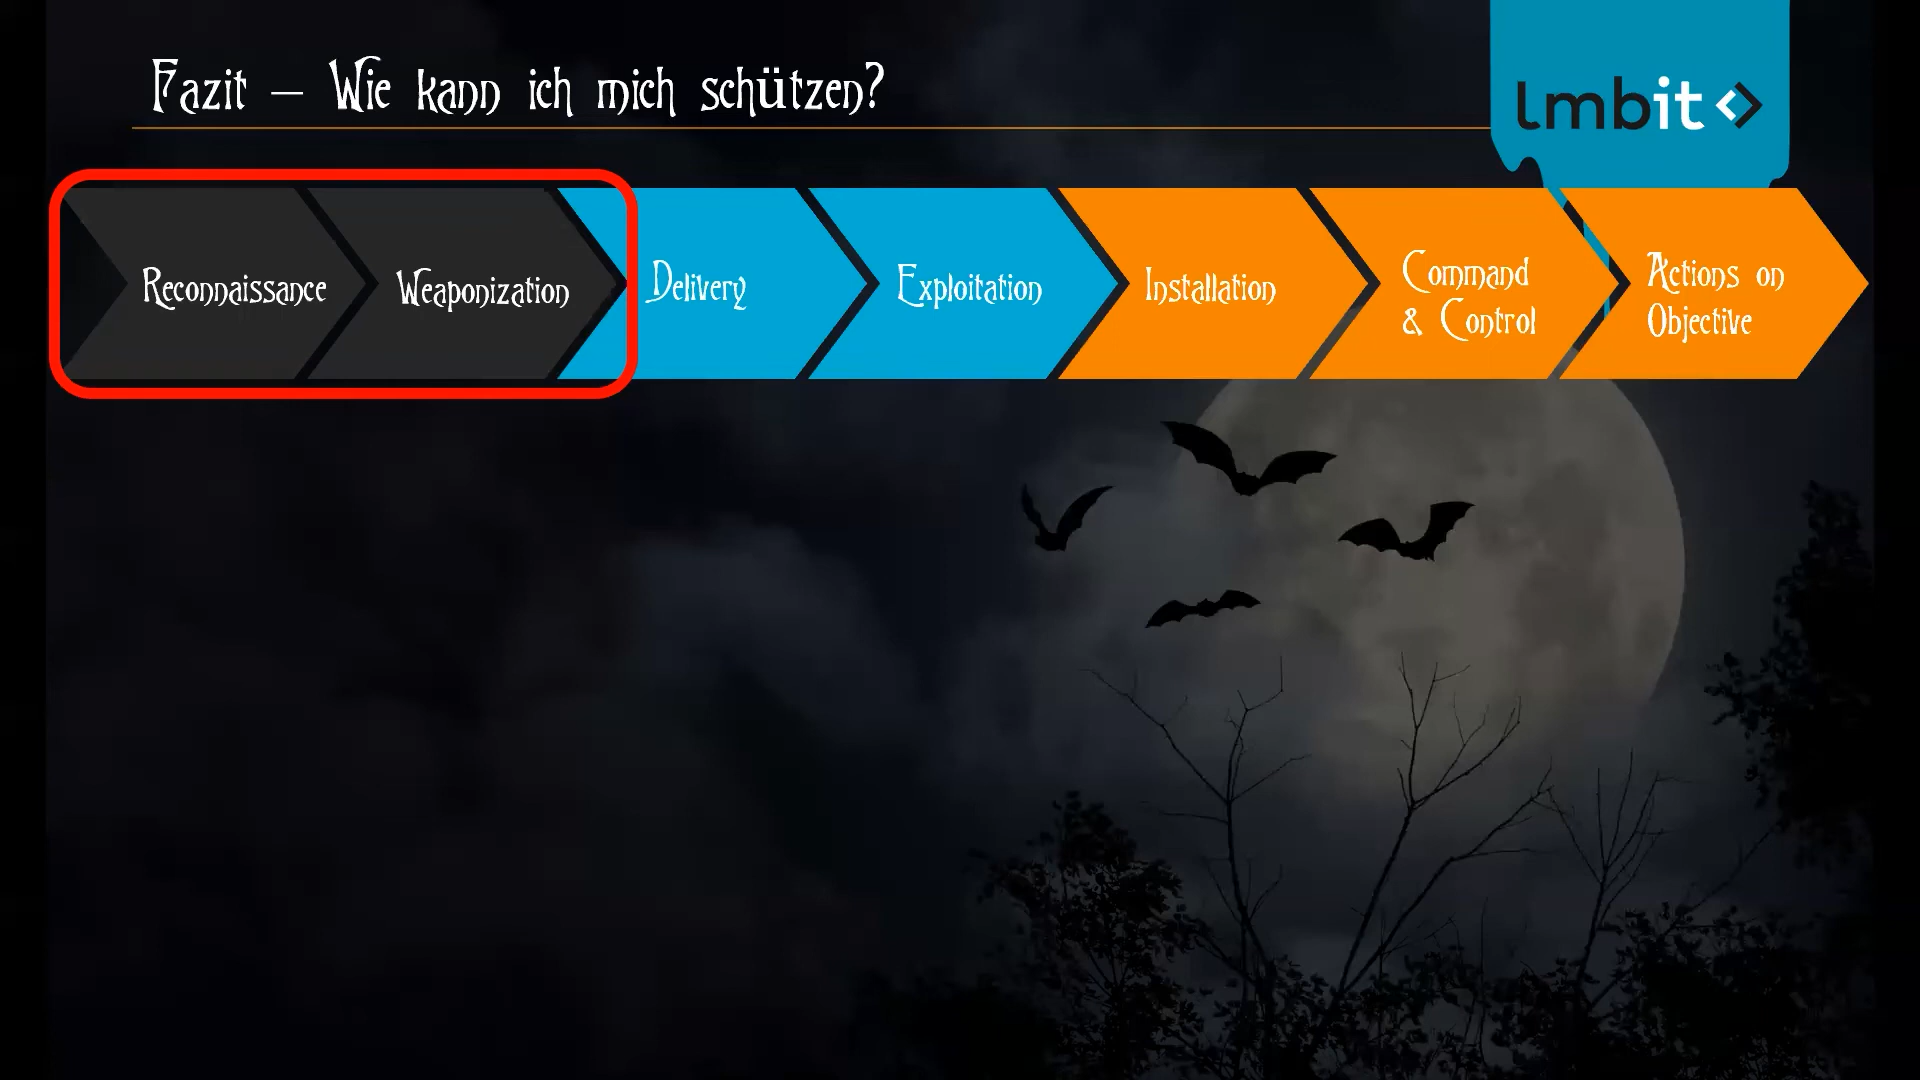 Fazit – Wie kann ich mich schützen?
lmbit
Reconnaissance
Weaponization
Delivery
Exploitation
Installation
Command
& Control
Actions on
Objective